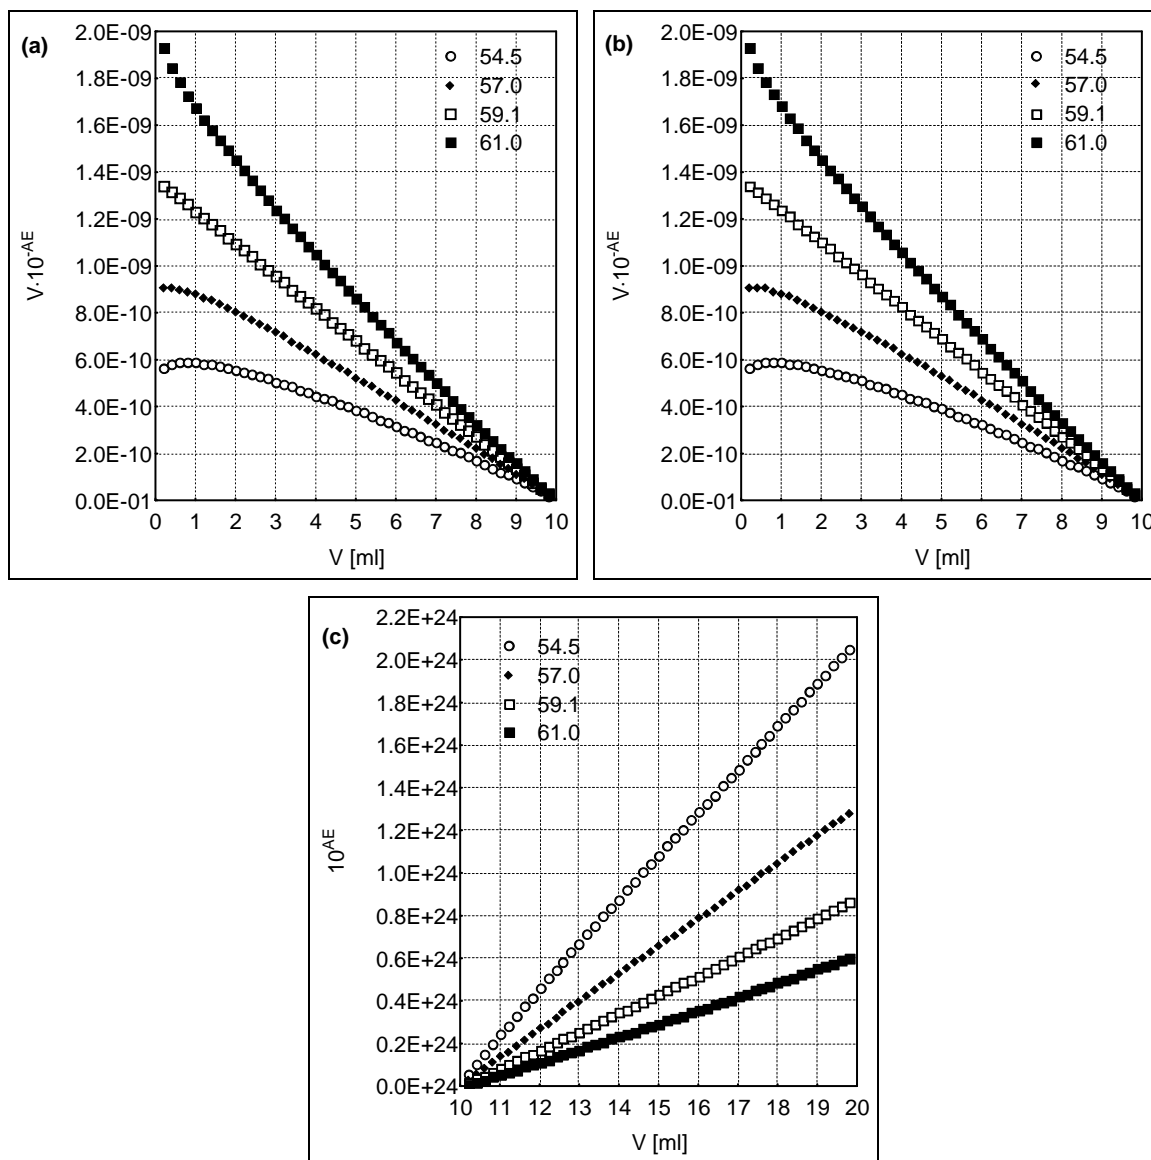 (a)
2.0E-09
1.8E-09
1.6E-09
1.4E-09
1.2E-09
1.0E-09
8.0E-10
6.0E-10
4.0E-10
2.0E-10
0.0E-01
V·10^-AE
54.5
57.0
59.1
61.0
0 1 2 3 4 5 6 7 8 9 10
V [ml]
(b)
2.0E-09
1.8E-09
1.6E-09
1.4E-09
1.2E-09
1.0E-09
8.0E-10
6.0E-10
4.0E-10
2.0E-10
0.0E-01
V·10^-AE
54.5
57.0
59.1
61.0
0 1 2 3 4 5 6 7 8 9 10
V [ml]
(c)
2.2E+24
2.0E+24
1.8E+24
1.6E+24
1.4E+24
1.2E+24
1.0E+24
0.8E+24
0.6E+24
0.4E+24
0.2E+24
0.0E+24
10^AE
54.5
57.0
59.1
61.0
10 11 12 13 14 15 16 17 18 19 20
V [ml]